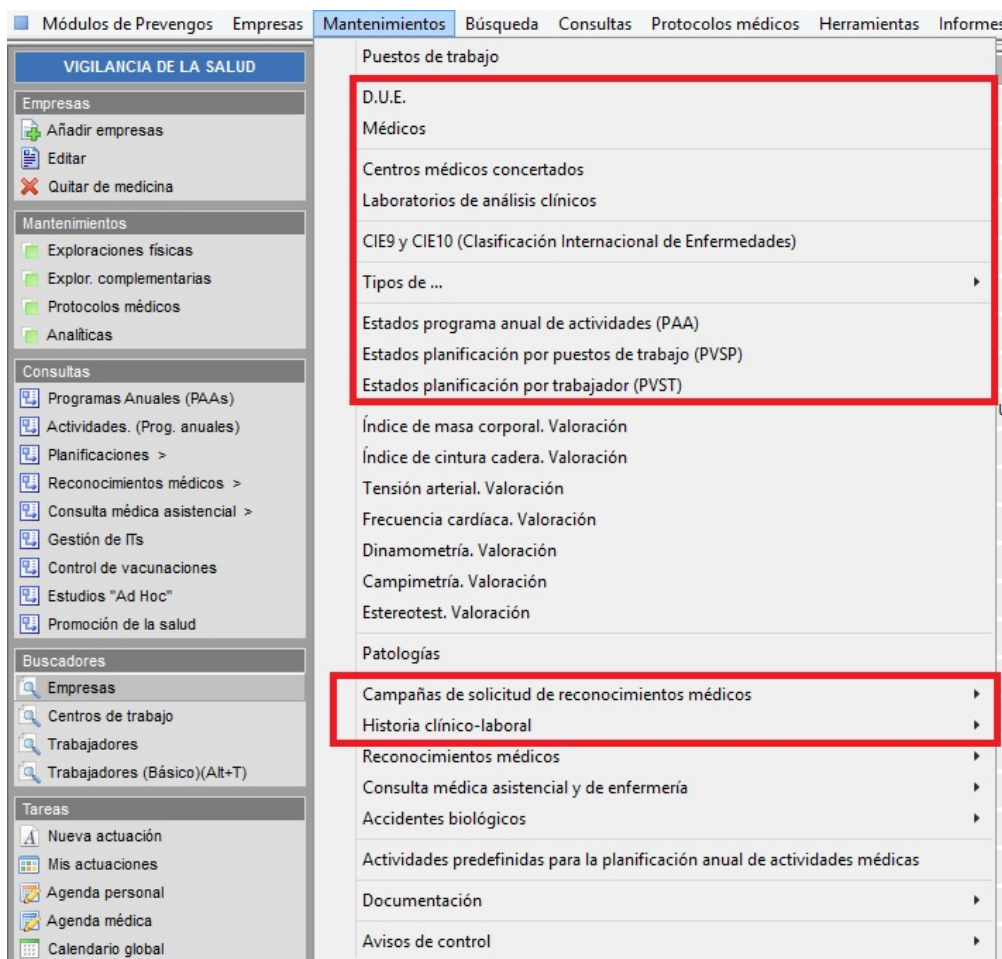 Módulos de Prevengos Empresas Mantenimientos Búsqueda Consultas Protocolos médicos Herramientas Informes
VIGILANCIA DE LA SALUD
Empresas
Añadir empresas
Editar
Quitar de medicina
Mantenimientos
Exploraciones físicas
Explor. complementarias
Protocolos médicos
Analíticas
Consultas
Programas Anuales (PAAs)
Actividades. (Prog. anuales)
Planificaciones >
Reconocimientos médicos >
Consulta médica asistencial >
Gestión de ITs
Control de vacunaciones
Estudios "Ad Hoc"
Promoción de la salud
Buscadores
Empresas
Centros de trabajo
Trabajadores
Trabajadores (Básico)(Alt+T)
Tareas
Nueva actuación
Mis actuaciones
Agenda personal
Agenda médica
Calendario global
Puestos de trabajo
D.U.E.
Médicos
Centros médicos concertados
Laboratorios de análisis clínicos
CIE9 y CIE10 (Clasificación Internacional de Enfermedades)
Tipos de ...
Estados programa anual de actividades (PAA)
Estados planificación por puestos de trabajo (PVSP)
Estados planificación por trabajador (PVST)
Índice de masa corporal. Valoración
Índice de cintura cadera. Valoración
Tensión arterial. Valoración
Frecuencia cardíaca. Valoración
Dinamometría. Valoración
Campimetría. Valoración
Estereotest. Valoración
Patologías
Campañas de solicitud de reconocimientos médicos
Historia clínico-laboral
Reconocimientos médicos
Consulta médica asistencial y de enfermería
Accidentes biológicos
Actividades predefinidas para la planificación anual de actividades médicas
Documentación
Avisos de control